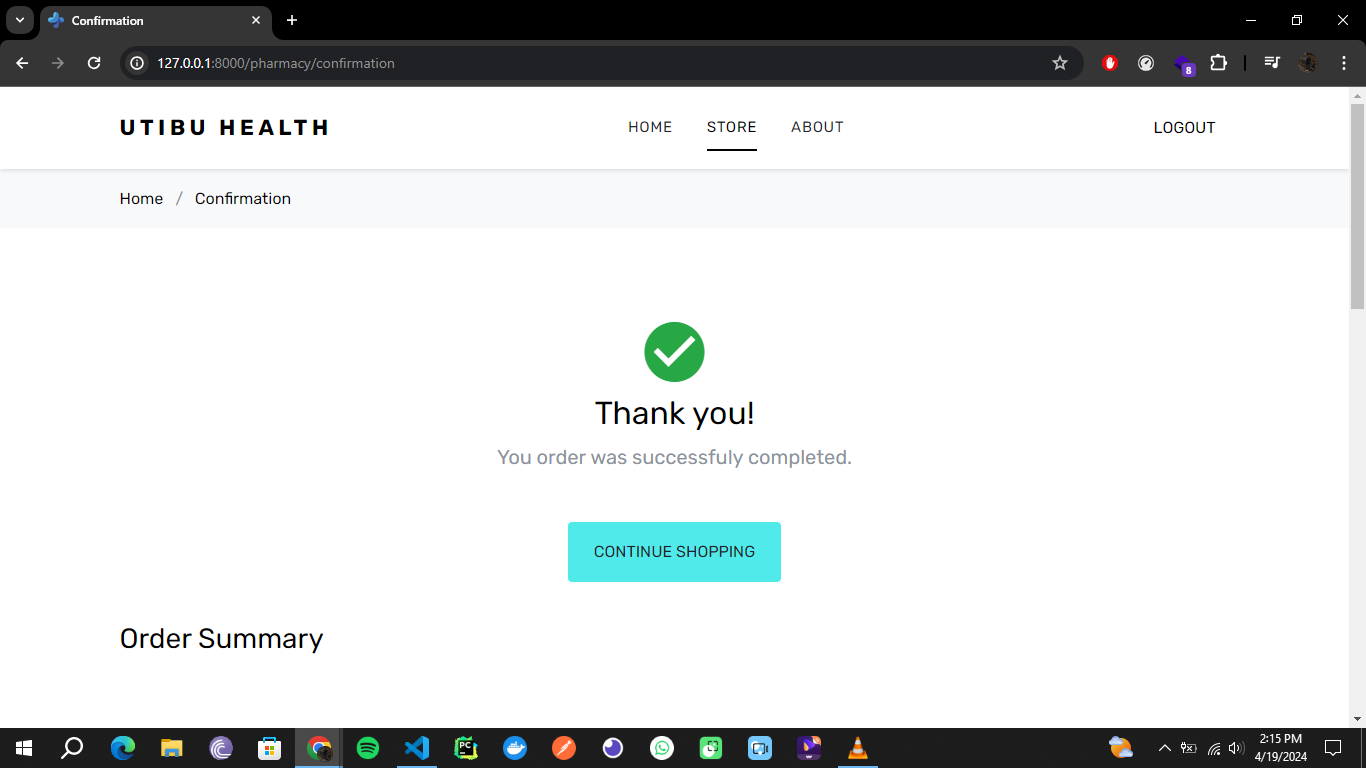 Confirmation
127.0.0.1:8000/pharmacy/confirmation
8
UTIBU HEALTH
HOME
STORE
ABOUT
LOGOUT
Home / Confirmation
Thank you!
You order was successfuly completed.
CONTINUE SHOPPING
Order Summary
PC
2:15 PM
4/19/2024